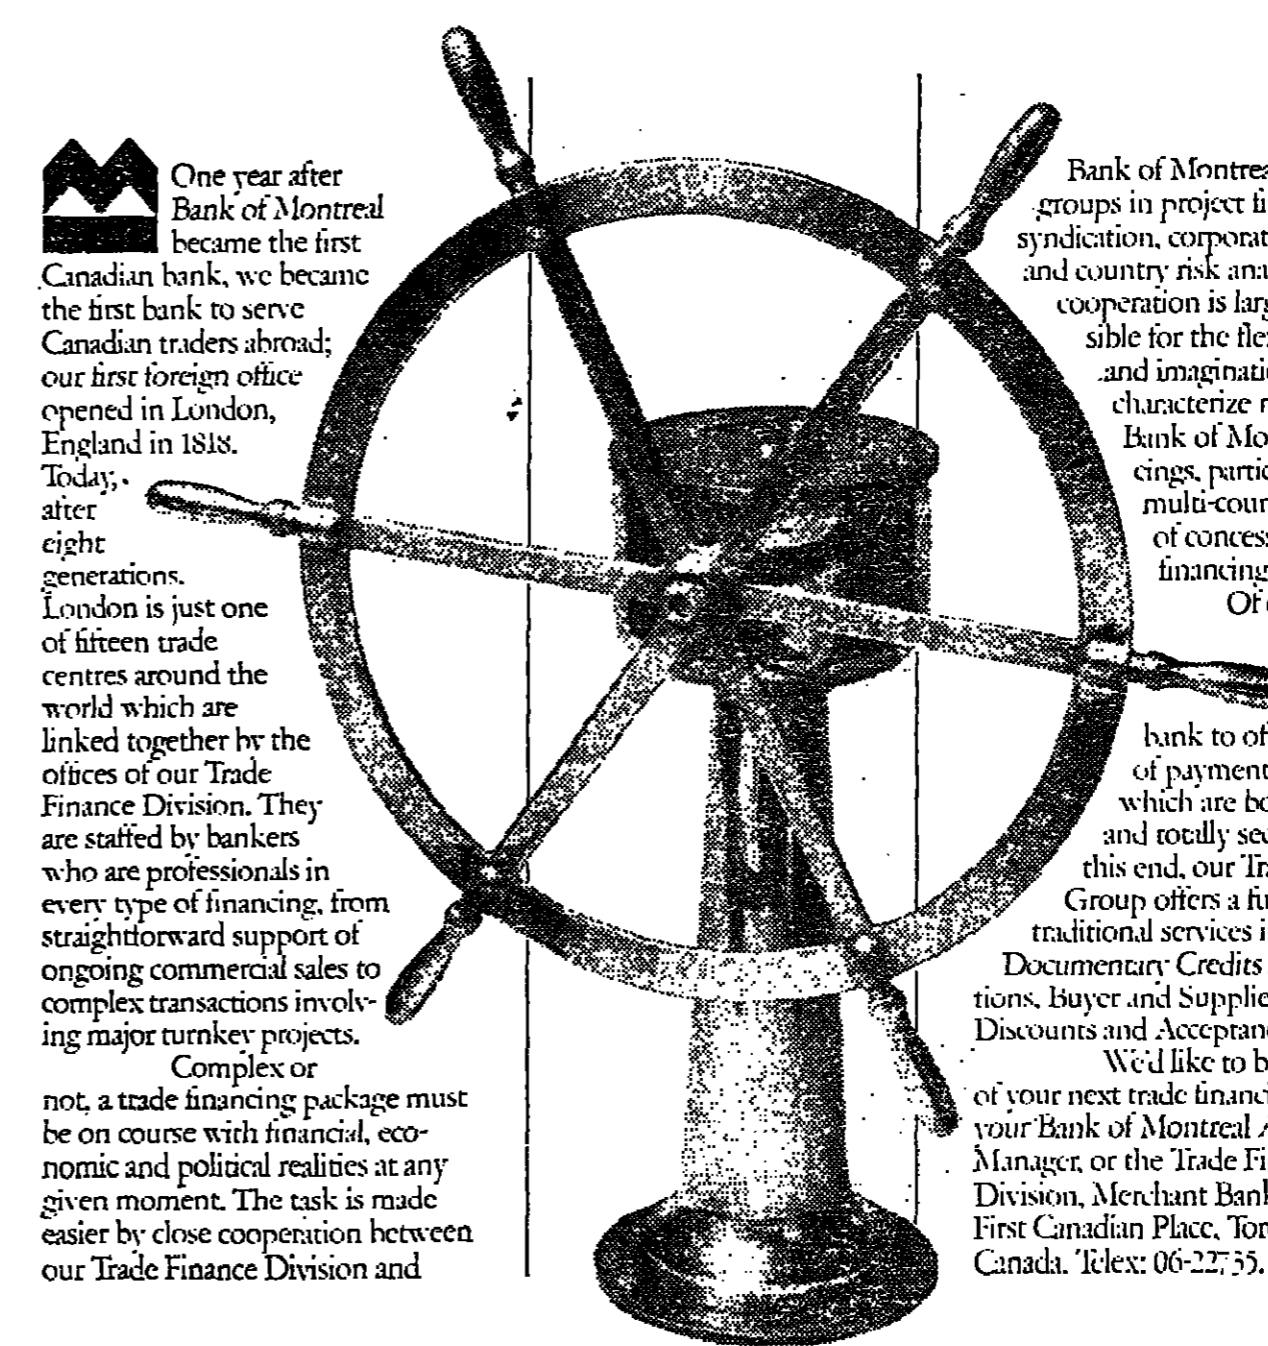 One year after
Bank of Montreal
became the first
Canadian bank, we became
the first bank to serve
Canadian traders abroad;
our first foreign office
opened in London,
England in 1818.
Today,
after
eight
generations.
London is just one
of fifteen trade
centres around the
world which are
linked together by the
offices of our Trade
Finance Division. They
are staffed by bankers
who are professionals in
every type of financing, from
straightforward support of
ongoing commercial sales to
complex transactions involv-
ing major turnkey projects.
Complex or
not, a trade financing package must
be on course with financial, eco-
nomic and political realities at any
given moment. The task is made
easier by close cooperation between
our Trade Finance Division and
Bank of Montrea
groups in project fi
syndication, corporat
and country risk ana
cooperation is larg
sible for the fle
and imaginati
characterize
Bank of Mo
cings, partic
multi-cour
of concess
financing
Of
bank to of
of payment
which are bo
and totally sec
this end, our Tra
Group offers a fu
traditional services i
Documentary Credits
tions, Buyer and Supplie
Discounts and Acceptan
We'd like to b
of your next trade financi
your Bank of Montreal A
Manager, or the Trade Fi
Division, Merchant Bank
First Canadian Place, Tor
Canada. Telex: 06-22735.